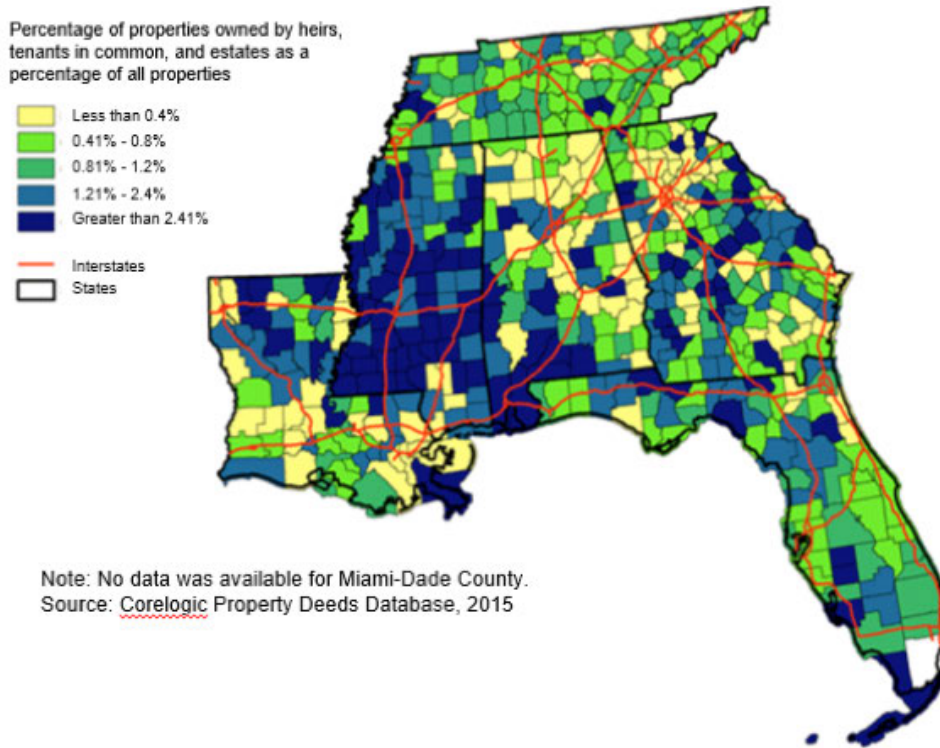 Percentage of properties owned by heirs,
tenants in common, and estates as a
percentage of all properties
Less than 0.4%
0.41% - 0.8%
0.81% - 1.2%
1.21% - 2.4%
Greater than 2.41%
Interstates
States
Note: No data was available for Miami-Dade County.
Source: Corelogic Property Deeds Database, 2015